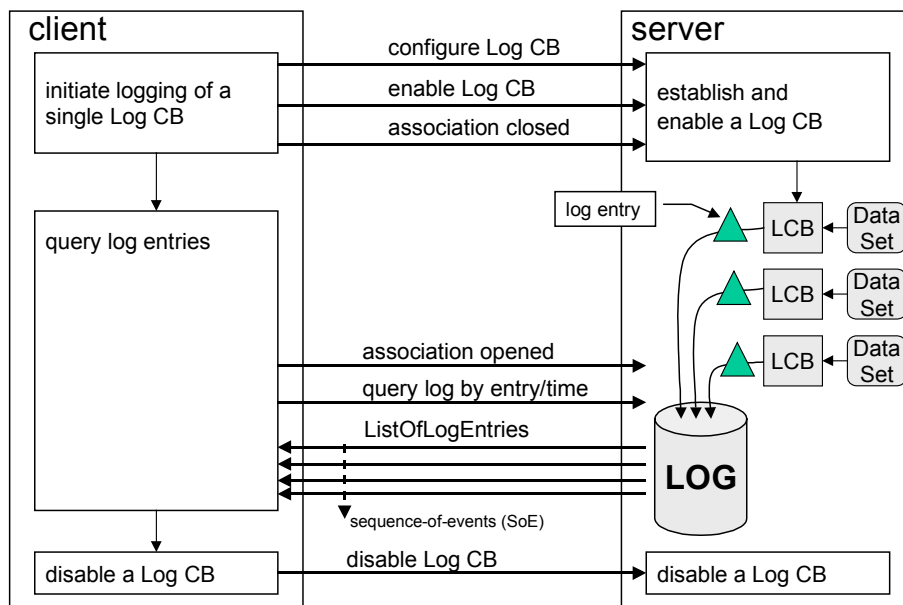 client
server
configure Log CB
initiate logging of a
single Log CB
enable Log CB
association closed
establish and
enable a Log CB
log entry
LCB
Data
Set
query log entries
LCB
Data
Set
association opened
LCB
Data
Set
query log by entry/time
ListOfLogEntries
LOG
sequence-of-events (SoE)
disable a Log CB
disable Log CB
disable a Log CB